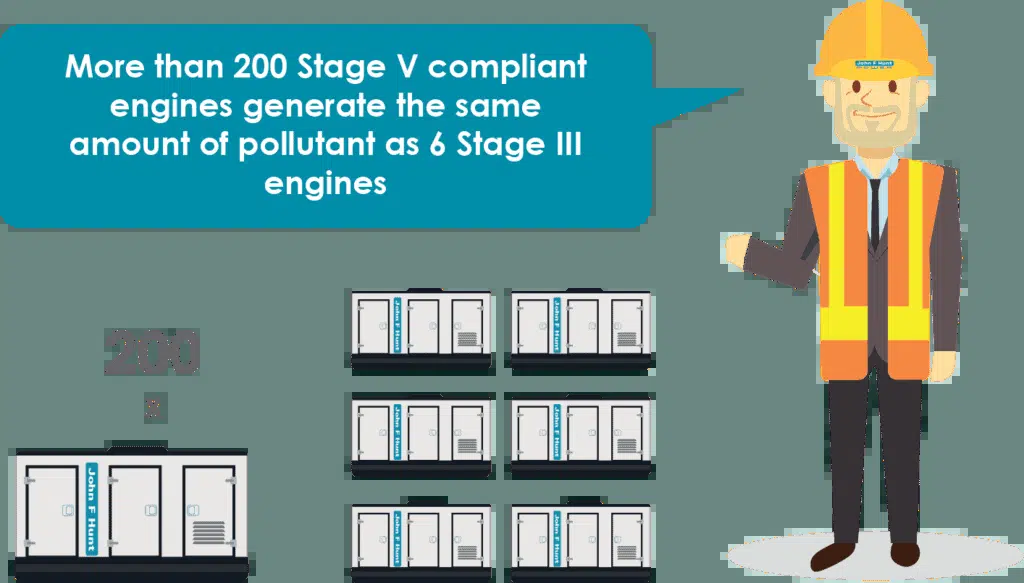 More than 200 Stage V compliant
engines generate the same
amount of pollutant as 6 Stage III
engines
John F Hunt
200
John F Hunt
John F Hunt
John F Hunt
John F Hunt
John F Hunt
John F Hunt
John F Hunt